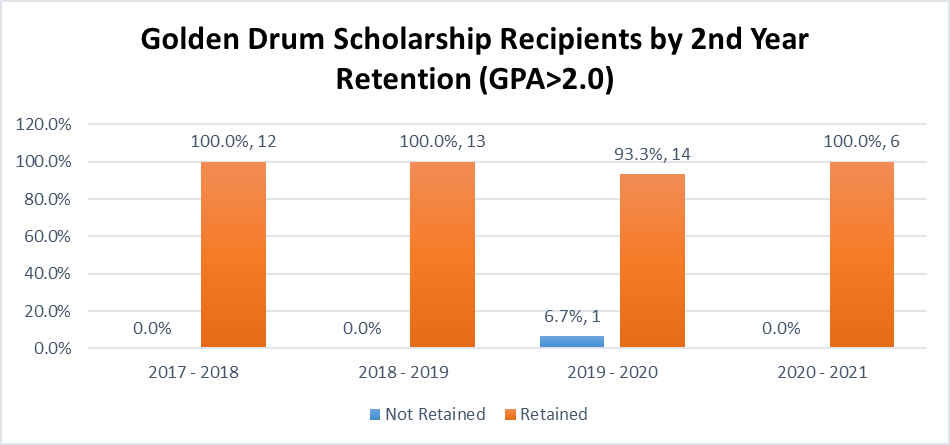 Golden Drum Scholarship Recipients by 2nd Year
Retention (GPA>2.0)
120.0%
100.0%
80.0%
60.0%
40.0%
20.0%
0.0%
0.0%
100.0%, 12
0.0%
100.0%, 13
6.7%, 1
93.3%, 14
0.0%
100.0%, 6
2017 - 2018
2018 - 2019
2019 - 2020
2020 - 2021
Not Retained
Retained